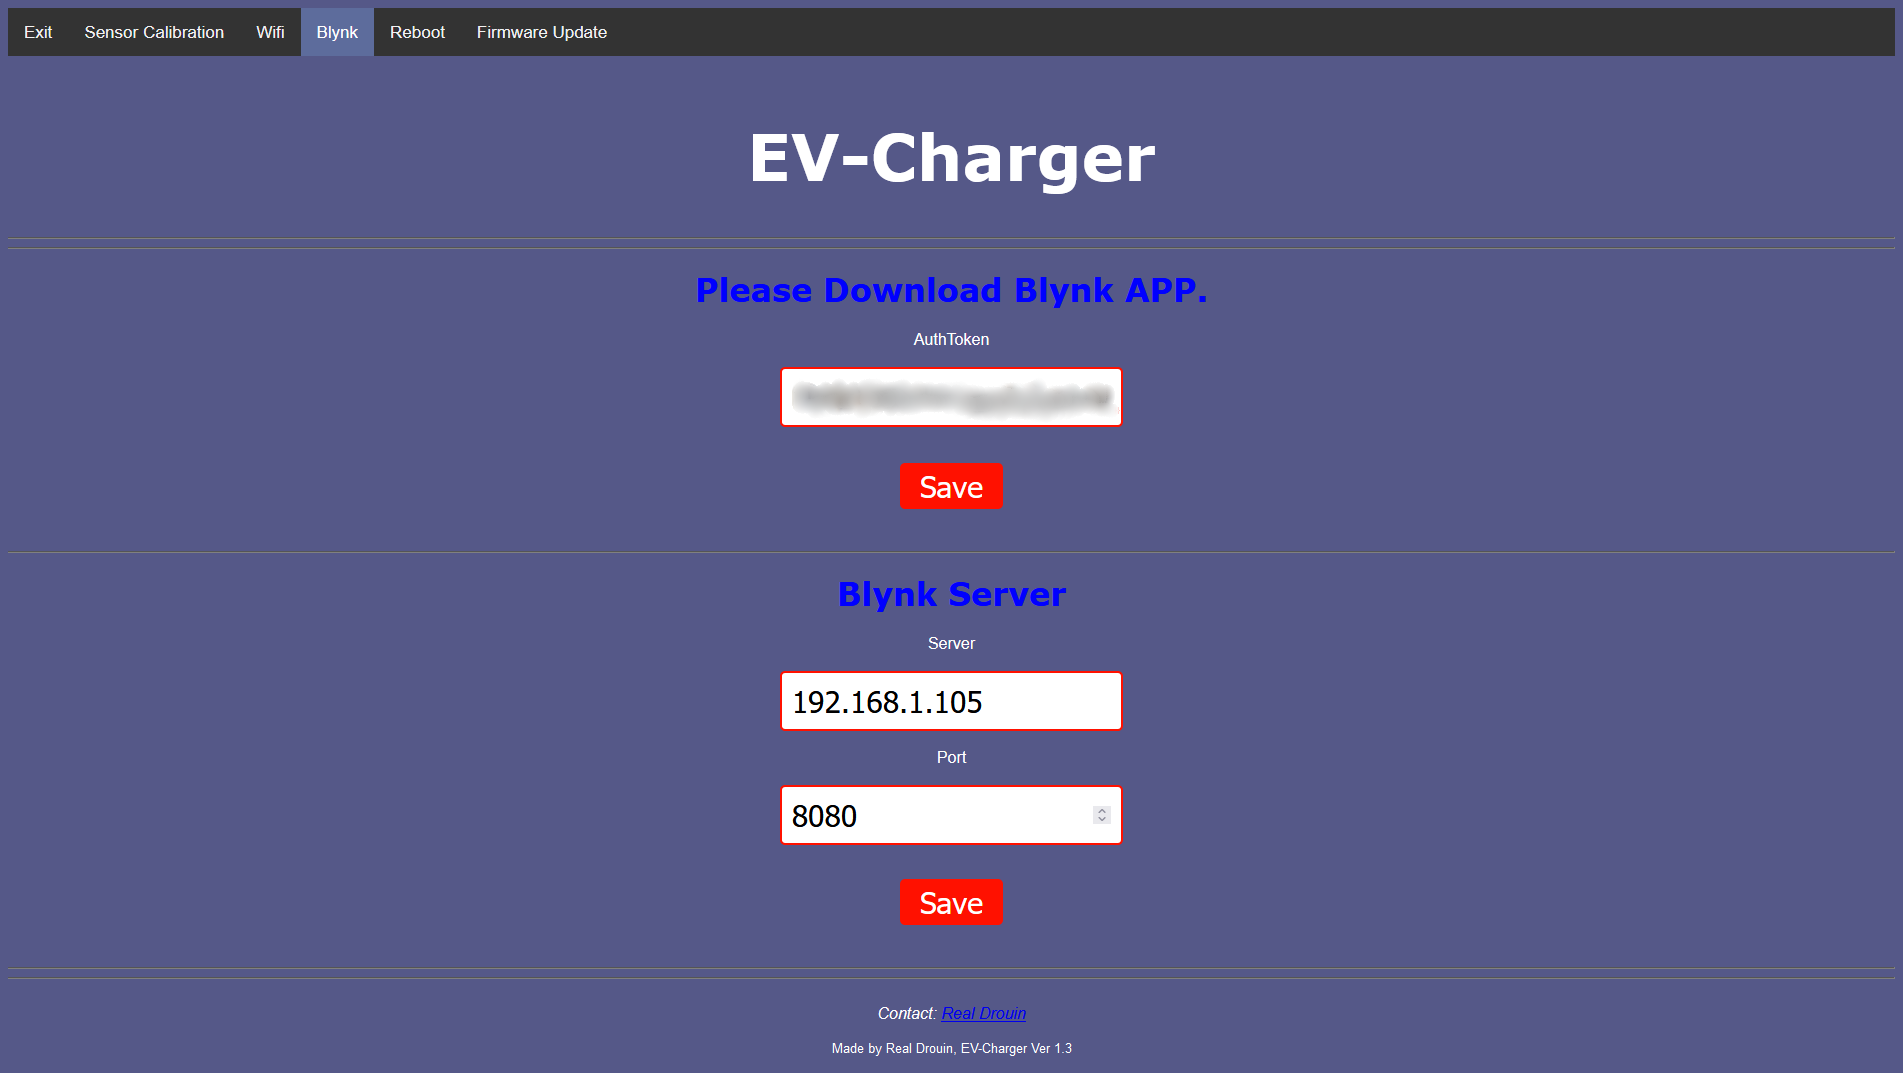 Exit Sensor Calibration Wifi Blynk Reboot Firmware Update
EV-Charger
Please Download Blynk APP.
AuthToken
Save
Blynk Server
Server
192.168.1.105
Port
8080
Save
Contact: Real Drouin
Made by Real Drouin, EV-Charger Ver 1.3